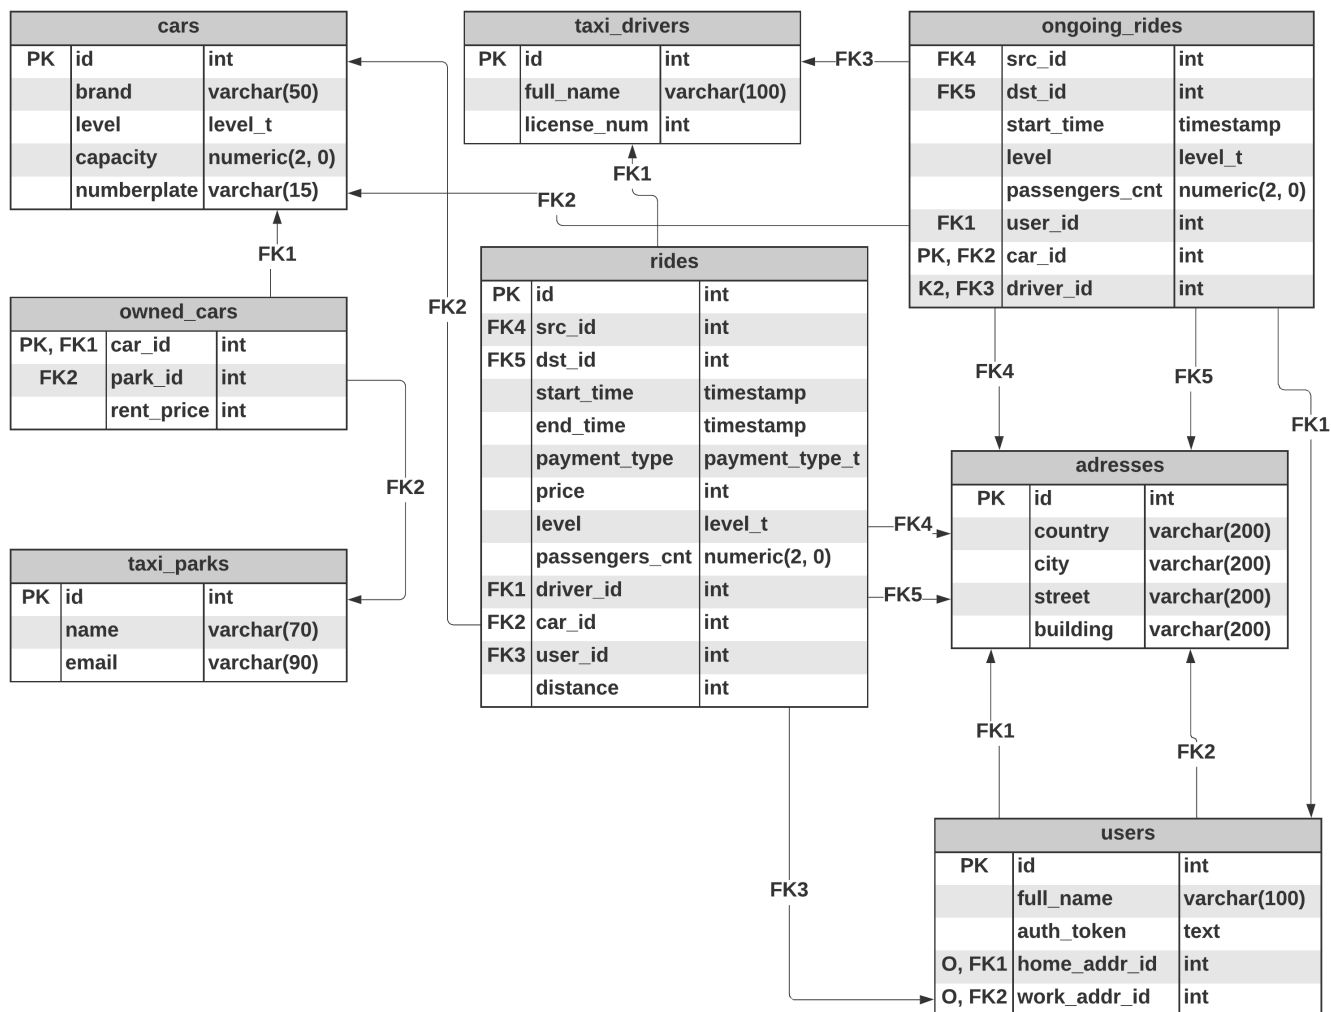 cars
PK id int
brand varchar(50)
level level_t
capacity numeric(2, 0)
numberplate varchar(15)
taxi_drivers
PK id int
full_name varchar(100)
license_num int
ongoing_rides
FK4 src_id int
FK5 dst_id int
start_time timestamp
level level_t
passengers_cnt numeric(2, 0)
FK1 user_id int
PK, FK2 car_id int
K2, FK3 driver_id int
FK3
FK1
FK2
FK1
FK2
owned_cars
PK, FK1 car_id int
FK2 park_id int
rent_price int
rides
PK id int
FK4 src_id int
FK5 dst_id int
start_time timestamp
end_time timestamp
payment_type payment_type_t
price int
level level_t
passengers_cnt numeric(2, 0)
FK1 driver_id int
FK2 car_id int
FK3 user_id int
distance int
FK4
FK5
FK1
FK2
adresses
PK id int
country varchar(200)
city varchar(200)
street varchar(200)
building varchar(200)
FK4
FK5
taxi_parks
PK id int
name varchar(70)
email varchar(90)
FK1
FK2
FK3
users
PK id int
full_name varchar(100)
auth_token text
O, FK1 home_addr_id int
O, FK2 work_addr_id int